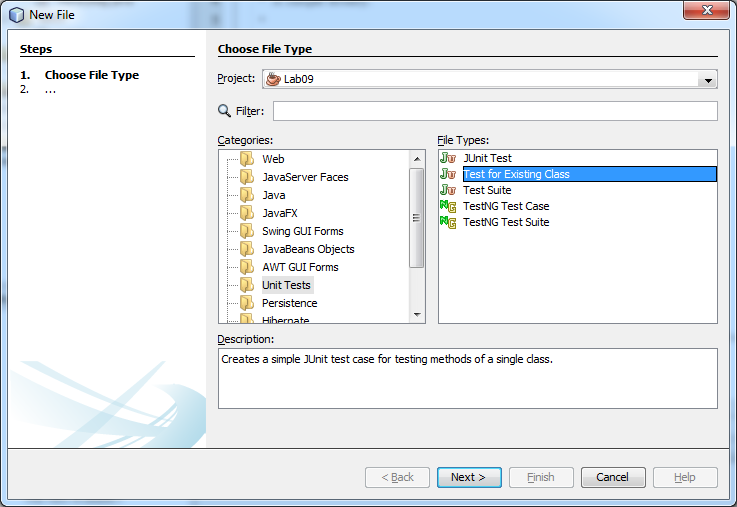 New File
Steps
1. Choose File Type
2. ...
Choose File Type
Project: Lab09
Filter:
Categories:
Web
JavaServer Faces
Java
JavaFX
Swing GUI Forms
JavaBeans Objects
AWT GUI Forms
Unit Tests
Persistence
Hibernate
File Types:
JUnit Test
Test for Existing Class
Test Suite
TestNG Test Case
TestNG Test Suite
Description:
Creates a simple JUnit test case for testing methods of a single class.
< Back
Next >
Finish
Cancel
Help